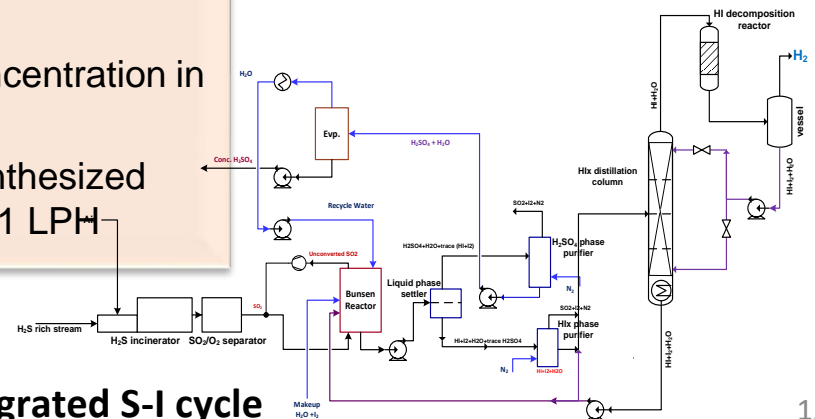 ncentration in
nthesized
1 LPH
Air
HI decomposition
reactor
H₂
vessel
HI+H₂O
HI+I₂+H₂O
HIx distillation
column
H₂O
Evp.
H₂SO₄ + H₂O
Conc. H₂SO₄
Recycle Water
SO2+I2+N2
H2SO4+H2O+trace (HI+I2)
H₂SO₄ phase
purifier
Unconverted SO2
Bunsen
Reactor
Liquid phase
settler
N₂
SO₂
SO2+I2+N2
HIx phase
purifier
H₂S rich stream
H₂S incinerator
SO₂/O₂ separator
HI+I2+H2O+trace H2SO4
N₂
HI+I2+H2O
HI+I₂+H₂O
Makeup
H₂O +I₂
grated S-I cycle
1